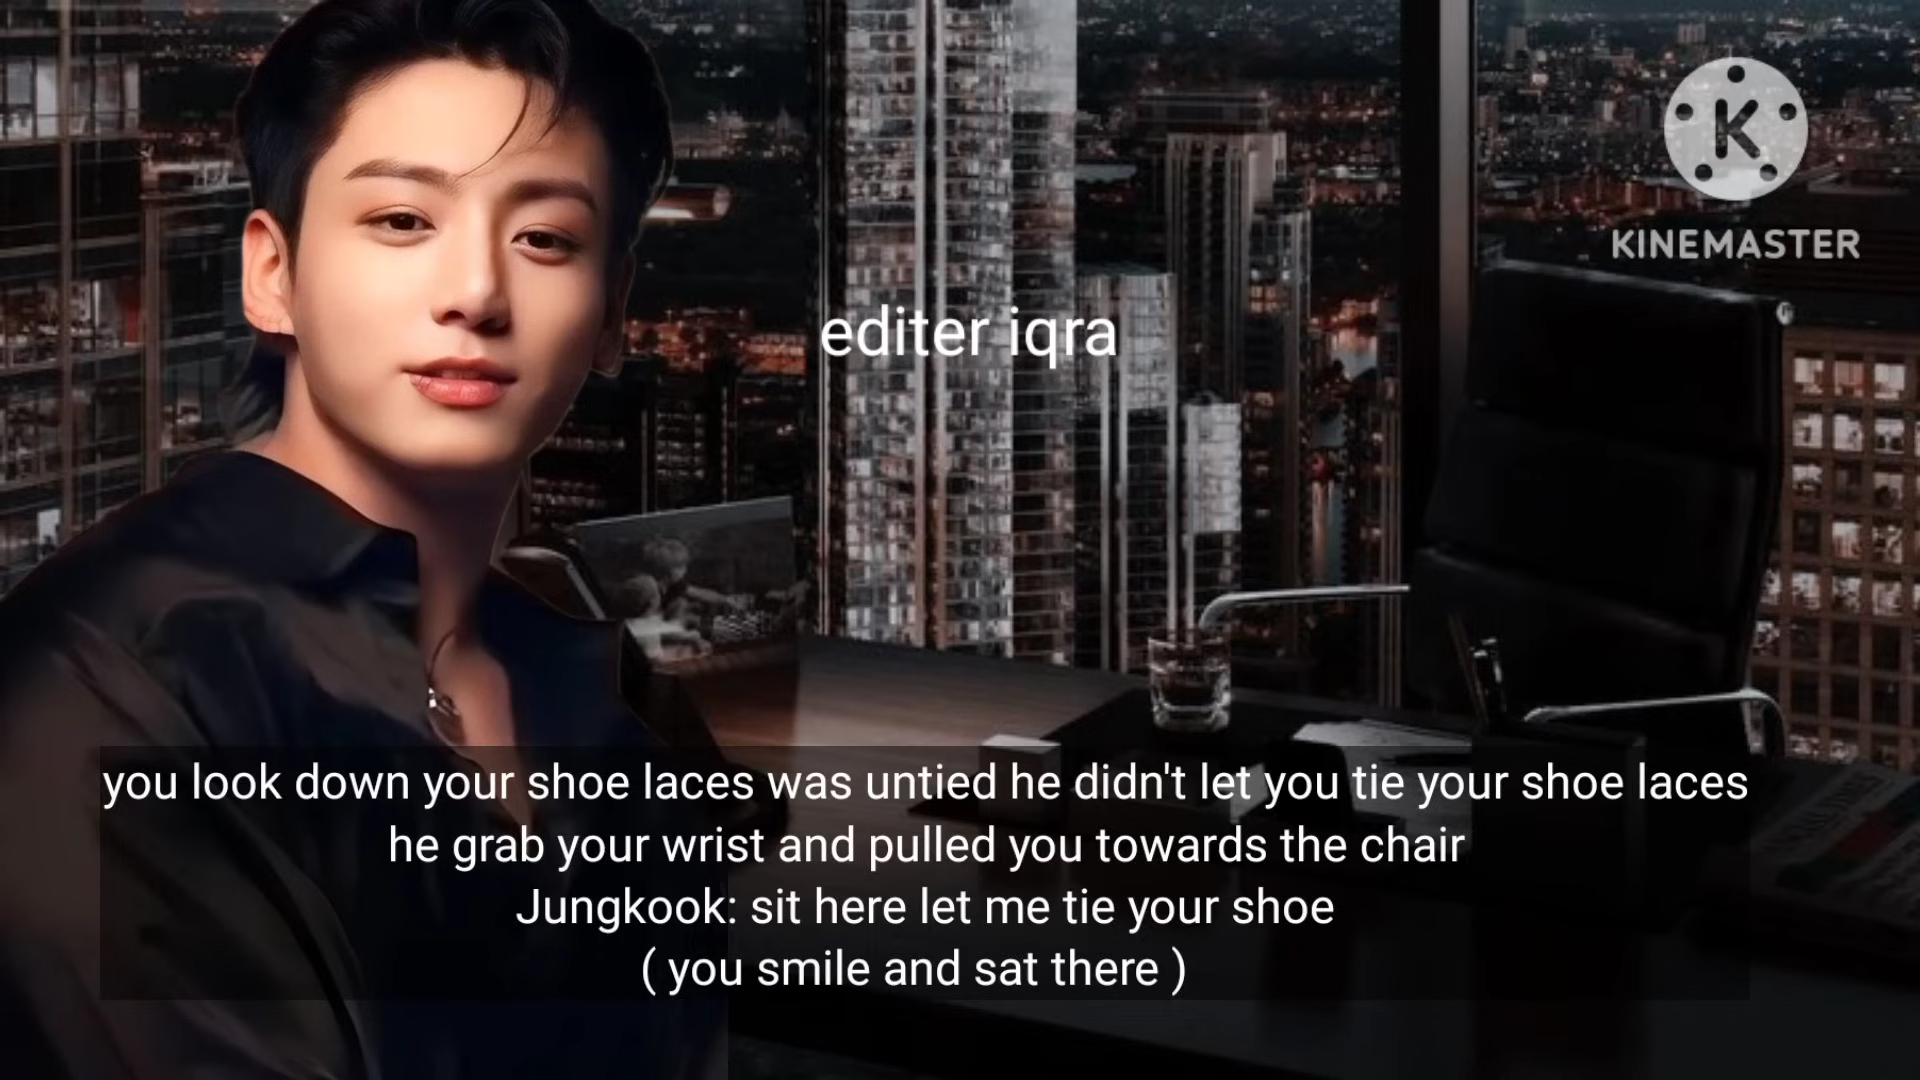 K
KINEMASTER
editer iqra
you look down your shoe laces was untied he didn't let you tie your shoe laces
he grab your wrist and pulled you towards the chair
Jungkook: sit here let me tie your shoe
( you smile and sat there )